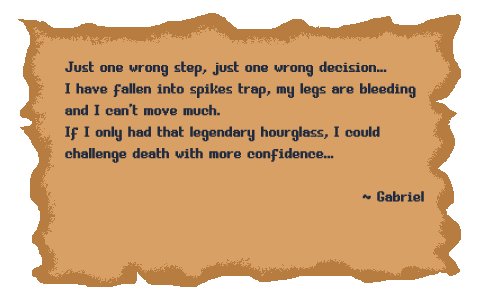 Just one wrong step, just one wrong decision...
I have fallen into spikes trap, my legs are bleeding
and I can't move much.
If I only had that legendary hourglass, I could
challenge death with more confidence...
~ Gabriel